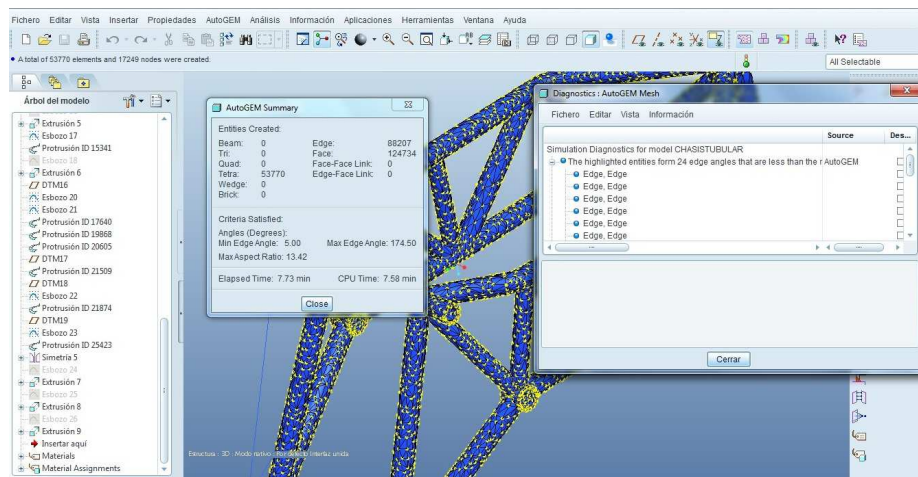 Fichero Editar Vista Insertar Propiedades AutoGEM Análisis Información Aplicaciones Herramientas Ventana Ayuda
A total of 53770 elements and 17249 nodes were created.
All Selectable
Árbol del modelo
Extrusión 5
Esbozo 17
Protrusión ID 15341
Esbozo 18
Extrusión 6
DTM16
Esbozo 20
Esbozo 21
Protrusión ID 17640
Protrusión ID 19868
Protrusión ID 20605
DTM17
Protrusión ID 21509
DTM18
Esbozo 22
Protrusión ID 21874
DTM19
Esbozo 23
Protrusión ID 25423
Simetría 5
Esbozo 24
Extrusión 7
Esbozo 25
Extrusión 8
Esbozo 26
Extrusión 9
Insertar aquí
Materials
Material Assignments
AutoGEM Summary
Entities Created:
Beam: 0 Edge: 88207
Tri: 0 Face: 124734
Quad: 0 Face-Face Link: 0
Tetra: 53770 Edge-Face Link: 0
Wedge: 0
Brick: 0
Criteria Satisfied:
Angles (Degrees):
Min Edge Angle: 5.00 Max Edge Angle: 174.50
Max Aspect Ratio: 13.42
Elapsed Time: 7.73 min CPU Time: 7.58 min
Close
Diagnostics : AutoGEM Mesh
Fichero Editar Vista Información
Source Des...
Simulation Diagnostics for model CHASISTUBULAR
The highlighted entities form 24 edge angles that are less than the r AutoGEM
Edge, Edge
Edge, Edge
Edge, Edge
Edge, Edge
Edge, Edge
Edge, Edge
Cerrar
Estructura : 3D : Modo nativo : Por defecto Interfaz unida